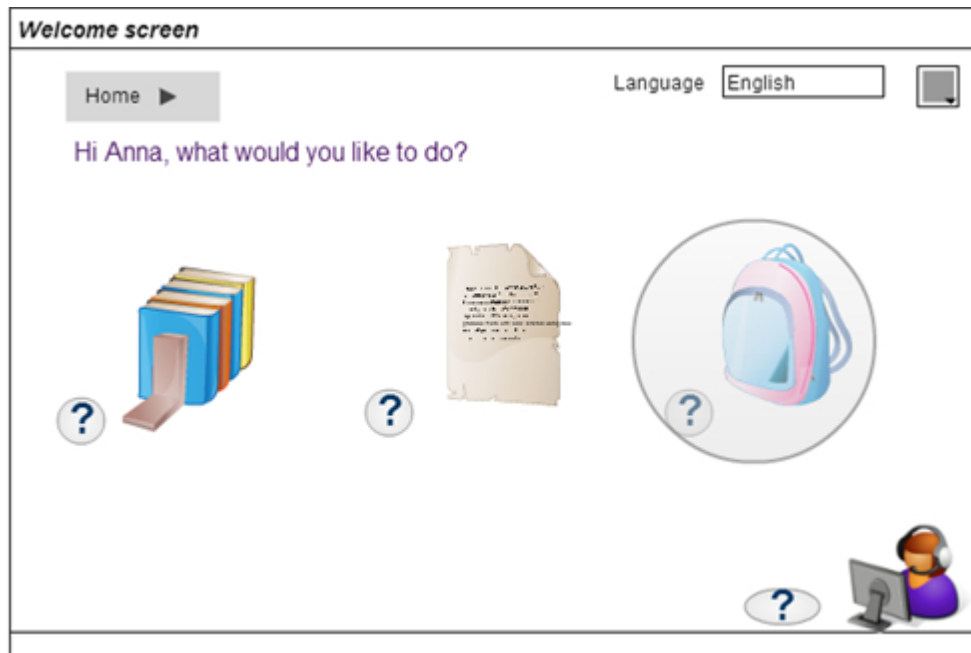 Welcome screen
Home
Language English
Hi Anna, what would you like to do?
?
?
?
?